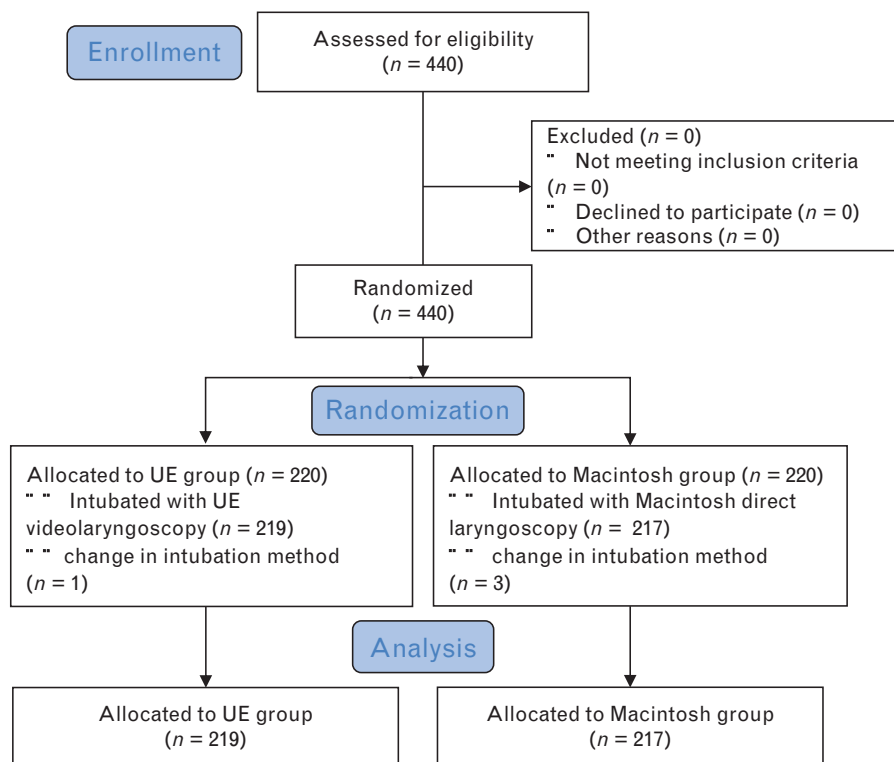 Enrollment
Assessed for eligibility
(n = 440)
Excluded (n = 0)
¨ Not meeting inclusion criteria
(n = 0)
¨ Declined to participate (n = 0)
¨ Other reasons (n = 0)
Randomized
(n = 440)
Randomization
Allocated to UE group (n = 220)
¨ ¨ Intubated with UE
videolaryngoscopy (n = 219)
¨ ¨ change in intubation method
(n = 1)
Allocated to Macintosh group (n = 220)
¨ ¨ Intubated with Macintosh direct
laryngoscopy (n = 217)
¨ ¨ change in intubation method
(n = 3)
Analysis
Allocated to UE group
(n = 219)
Allocated to Macintosh group
(n = 217)